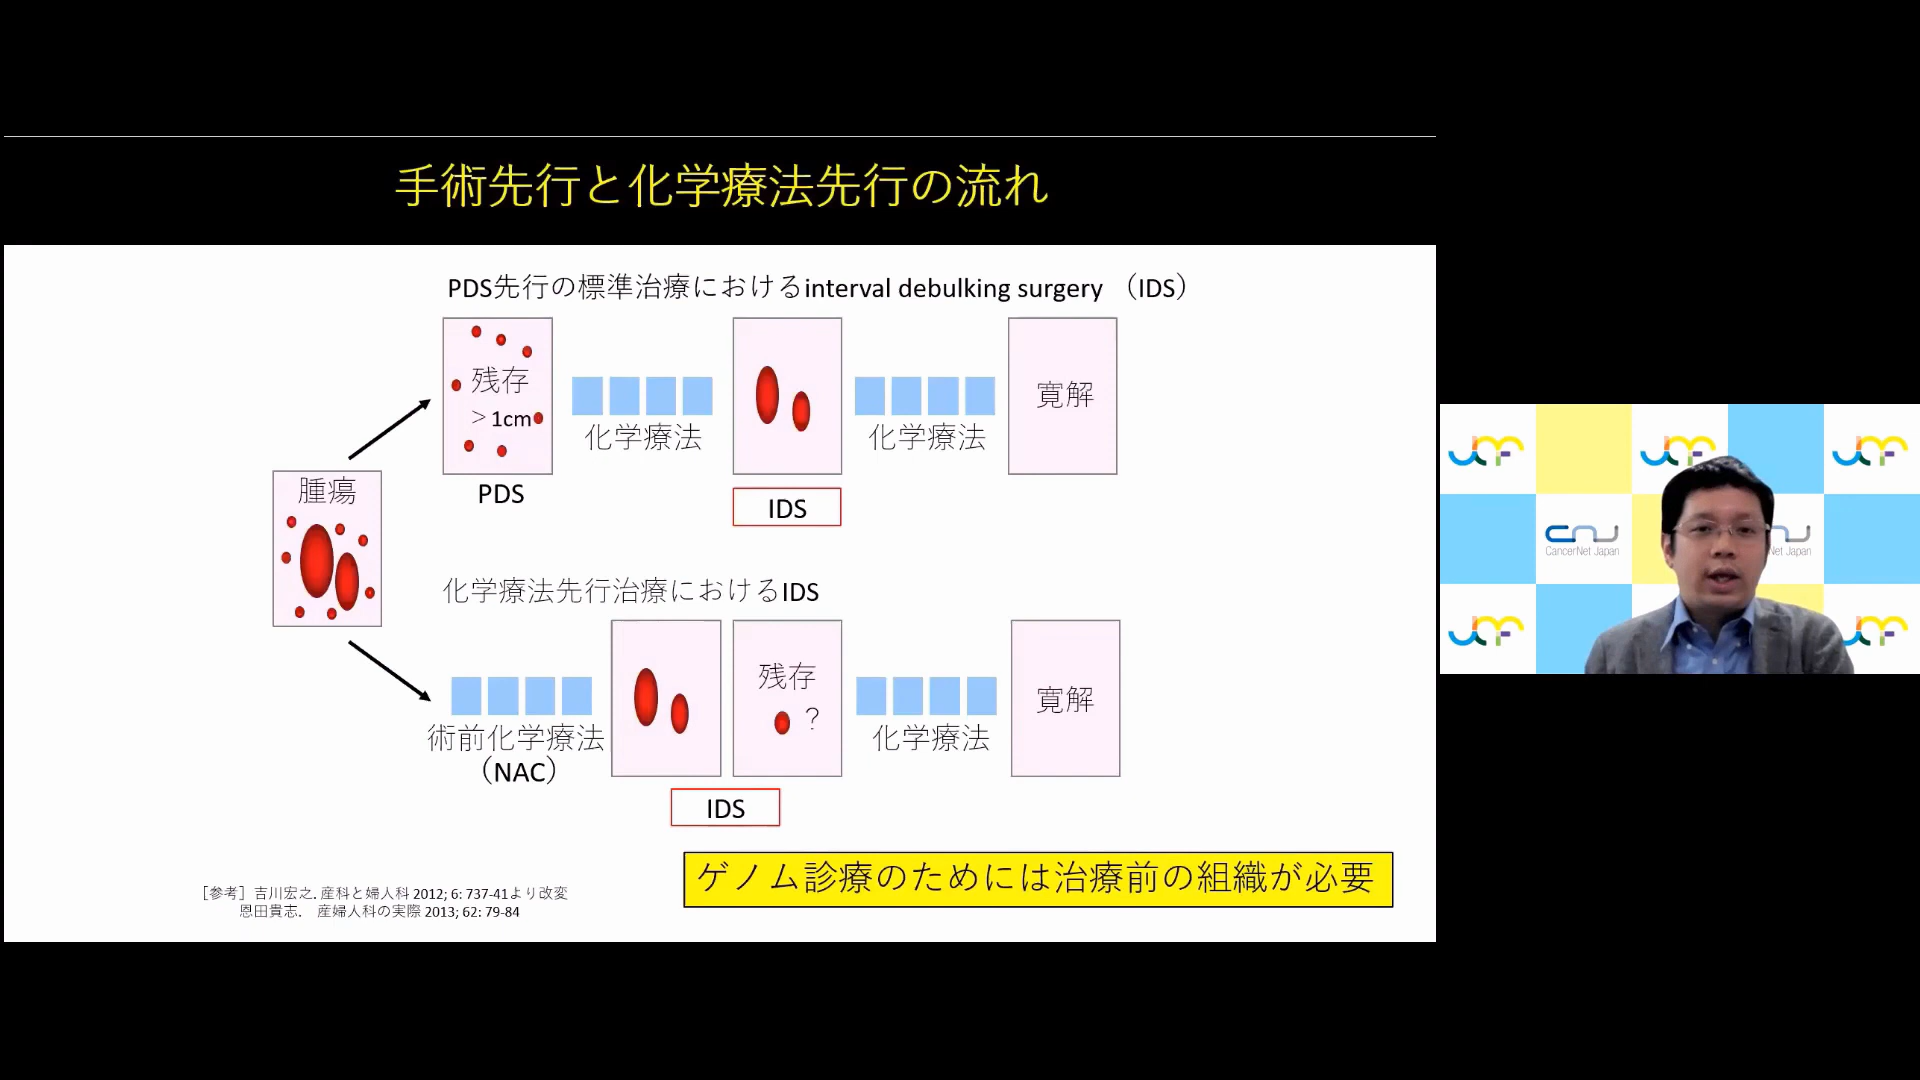 手術先行と化学療法先行の流れ
PDS先行の標準治療におけるinterval debulking surgery （IDS）
残存
＞1cm
化学療法
化学療法
寛解
PDS
IDS
腫瘍
化学療法先行治療におけるIDS
残存
？
術前化学療法
（NAC）
化学療法
寛解
IDS
ゲノム診療のためには治療前の組織が必要
［参考］吉川宏之. 産科と婦人科 2012; 6: 737-41より改変
恩田貴志.　産婦人科の実際 2013; 62: 79-84
CancerNet Japan
Net Japan